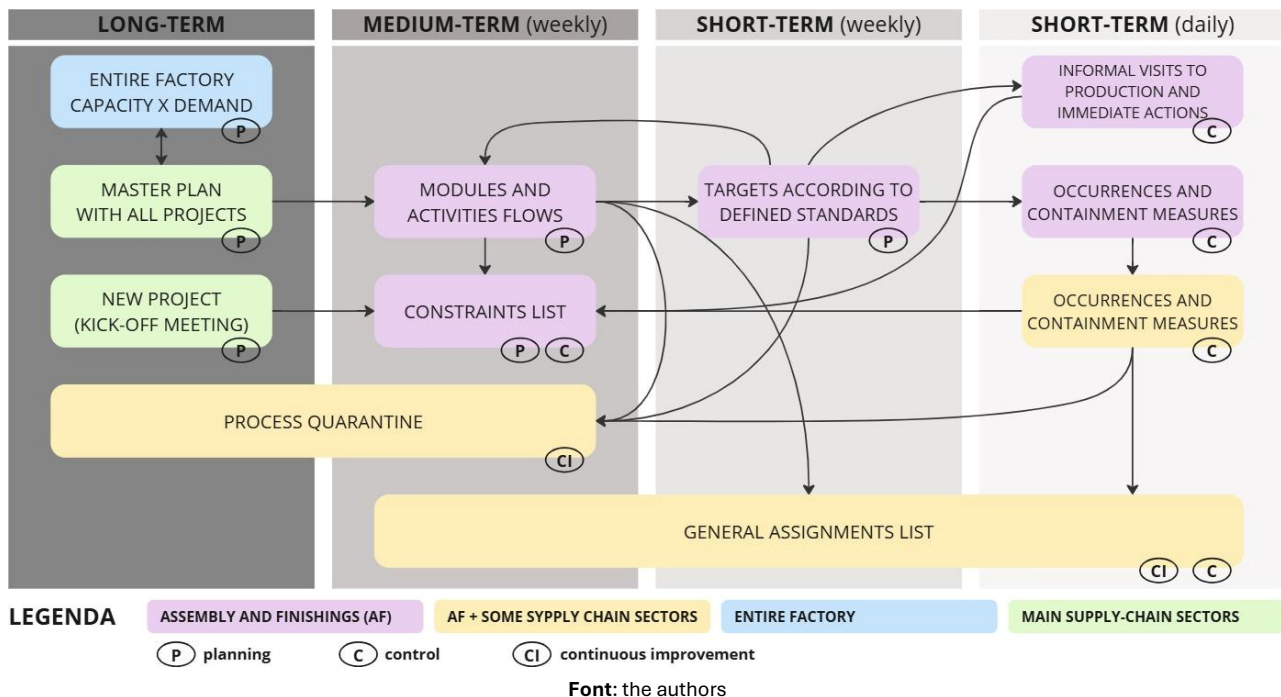 LONG-TERM
MEDIUM-TERM (weekly)
SHORT-TERM (weekly)
SHORT-TERM (daily)
ENTIRE FACTORY
CAPACITY X DEMAND
P
INFORMAL VISITS TO
PRODUCTION AND
IMMEDIATE ACTIONS
C
MASTER PLAN
WITH ALL PROJECTS
P
MODULES AND
ACTIVITIES FLOWS
P
TARGETS ACCORDING TO
DEFINED STANDARDS
P
OCCURRENCES AND
CONTAINMENT MEASURES
C
NEW PROJECT
(KICK-OFF MEETING)
P
CONSTRAINTS LIST
P C
OCCURRENCES AND
CONTAINMENT MEASURES
C
PROCESS QUARANTINE
CI
GENERAL ASSIGNMENTS LIST
CI C
LEGENDA
ASSEMBLY AND FINISHINGS (AF)
AF + SOME SYPPLY CHAIN SECTORS
ENTIRE FACTORY
MAIN SUPPLY-CHAIN SECTORS
P planning
C control
CI continuous improvement
Font: the authors